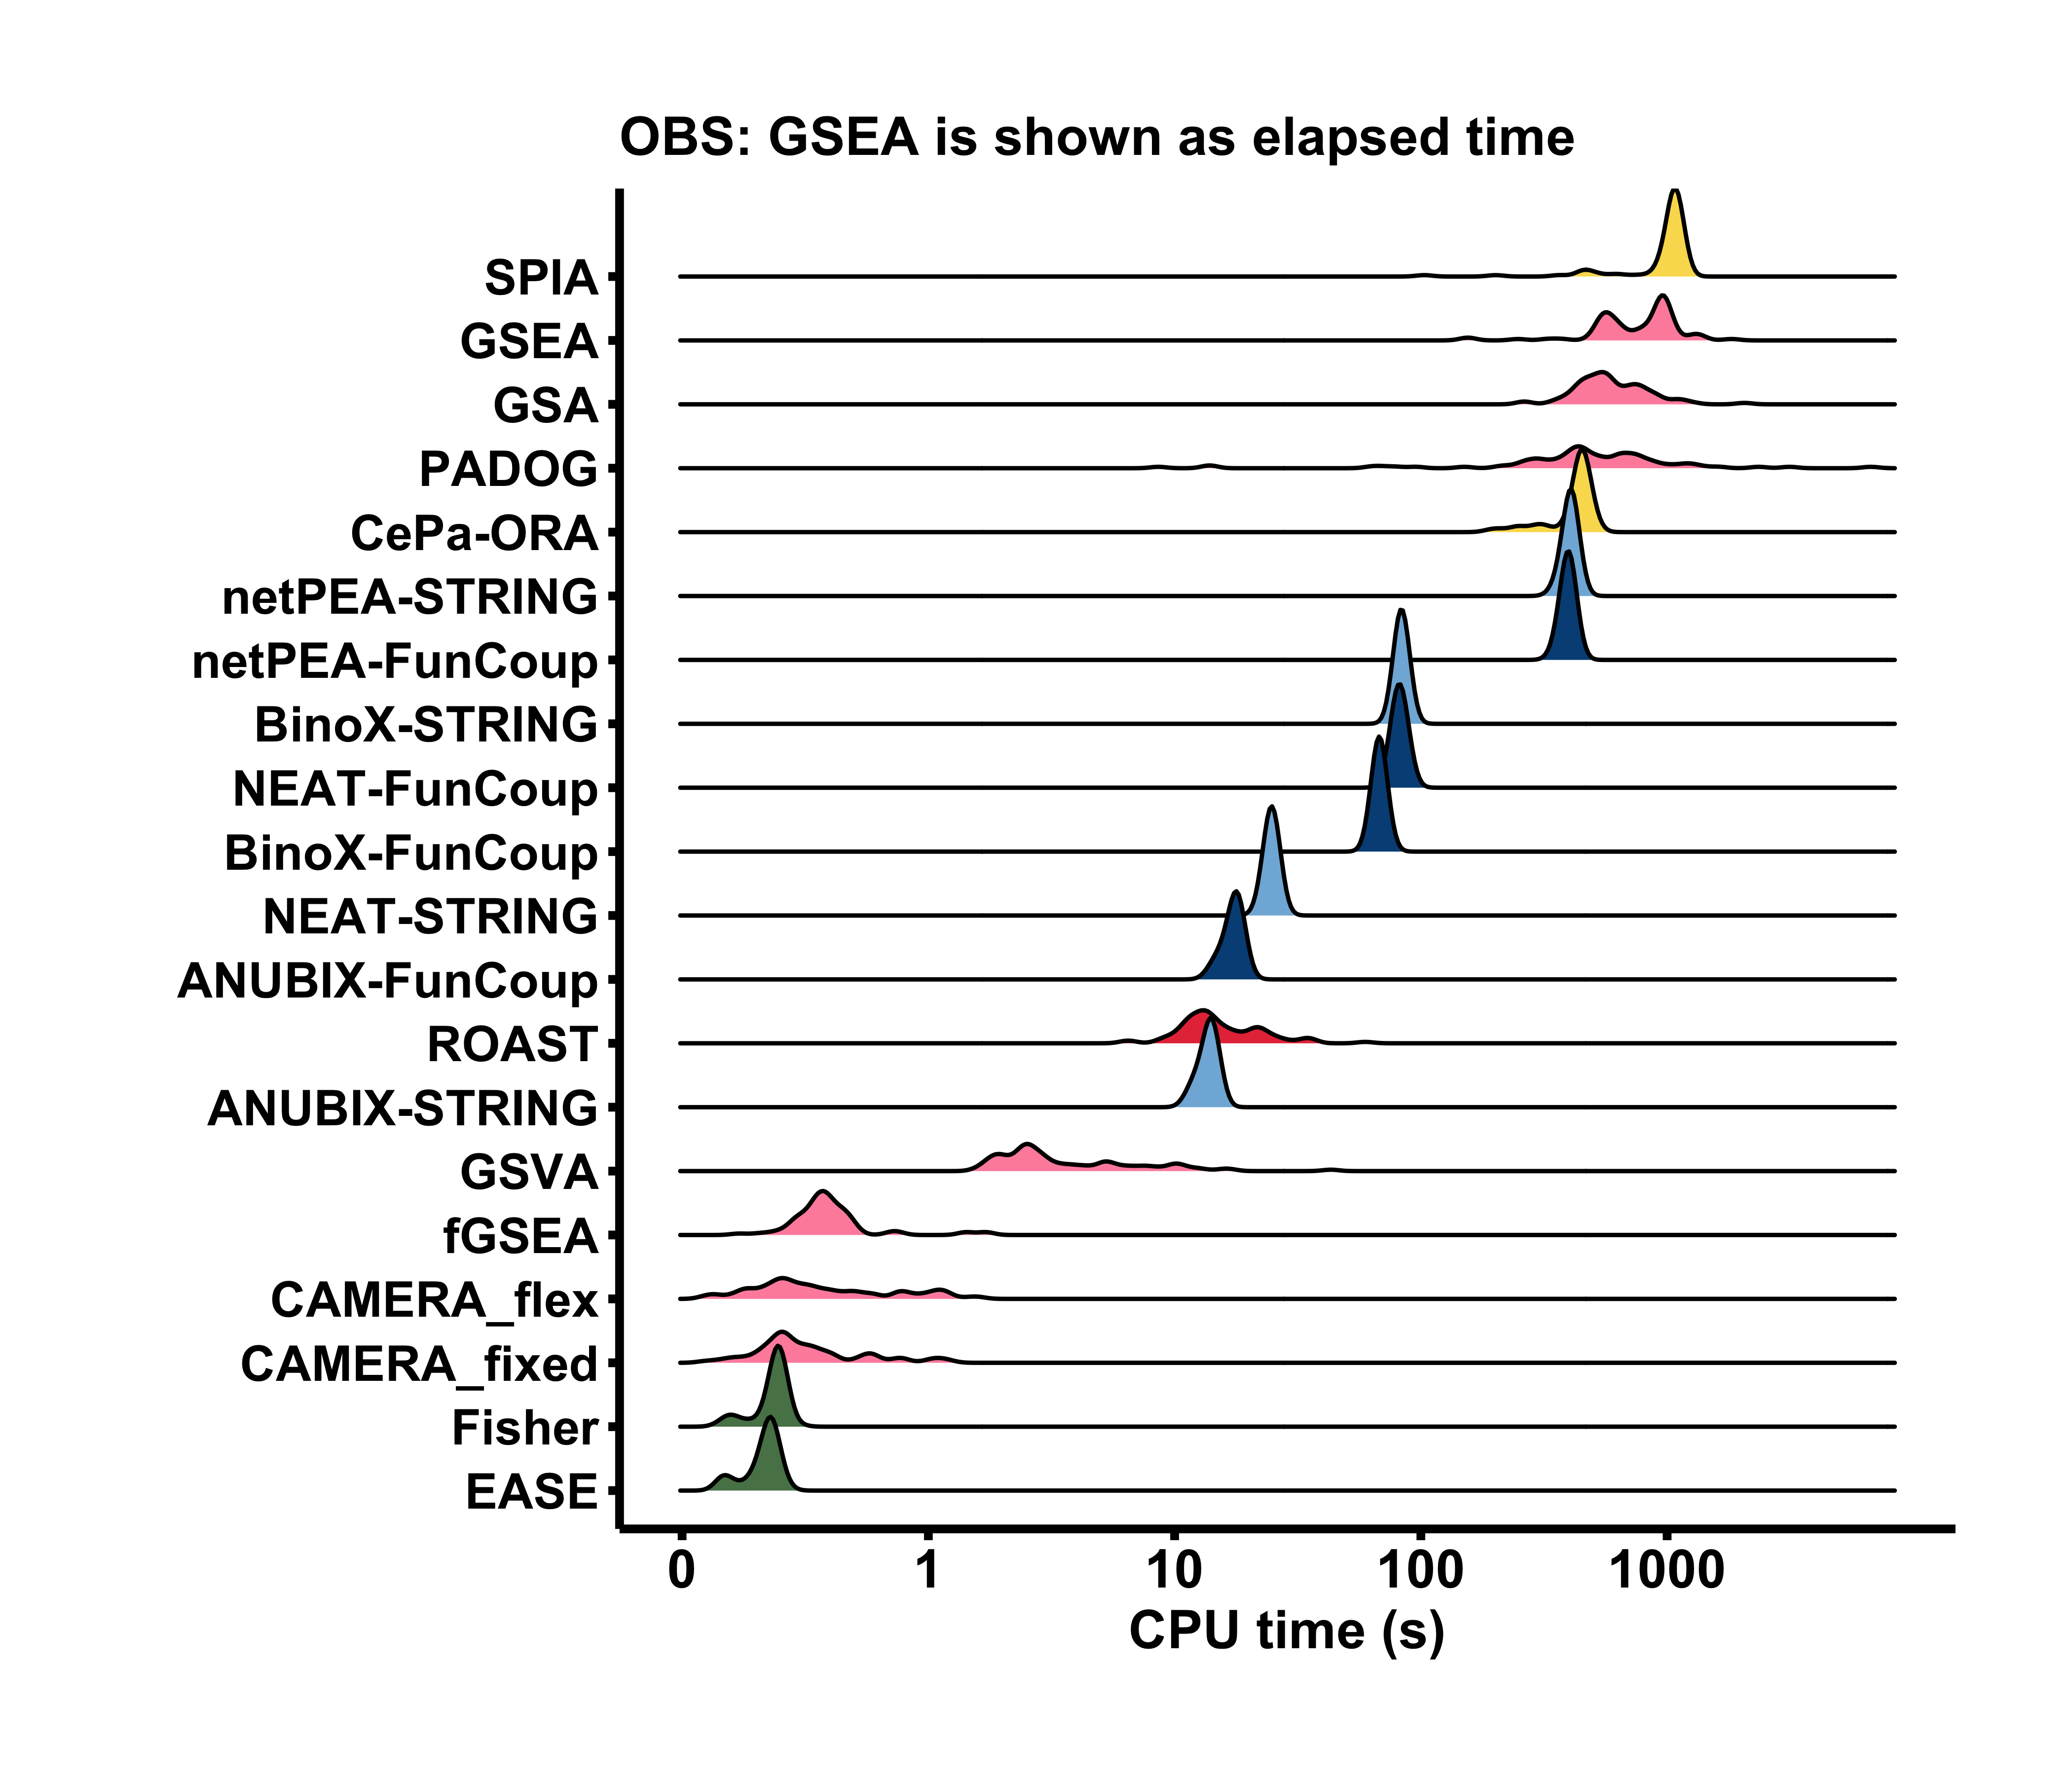 OBS: GSEA is shown as elapsed time
SPIA
GSEA
GSA
PADOG
CePa-ORA
netPEA-STRING
netPEA-FunCoup
BinoX-STRING
NEAT-FunCoup
BinoX-FunCoup
NEAT-STRING
ANUBIX-FunCoup
ROAST
ANUBIX-STRING
GSVA
fGSEA
CAMERA_flex
CAMERA_fixed
Fisher
EASE
0 1 10 100 1000
CPU time (s)